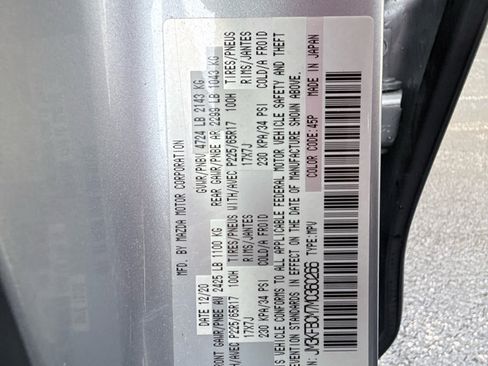 MFD. BY MAZDA MOTOR CORPORATION
DATE 12/20 GVWR/PNBV 4724 LB 2143 KG
FRONT GAWR/PNBE AV 2425 LB 1100 KG REAR GAWR/PNBE AR 2299 LB 1043 KG
WITH/AVEC P225/65R17 100H TIRES/PNEUS WITH/AVEC P225/65R17 100H TIRES/PNEUS
17X7J RIMS/JANTES 17X7J RIMS/JANTES
230 KPA/34 PSI COLD/A FROID 230 KPA/34 PSI COLD/A FROID
THIS VEHICLE CONFORMS TO ALL APPLICABLE FEDERAL MOTOR VEHICLE SAFETY AND THEFT
STANDARDS IN EFFECT ON THE DATE OF MANUFACTURE SHOWN ABOVE.
TYPE: MPV COLOR CODE: 45P MADE IN JAPAN